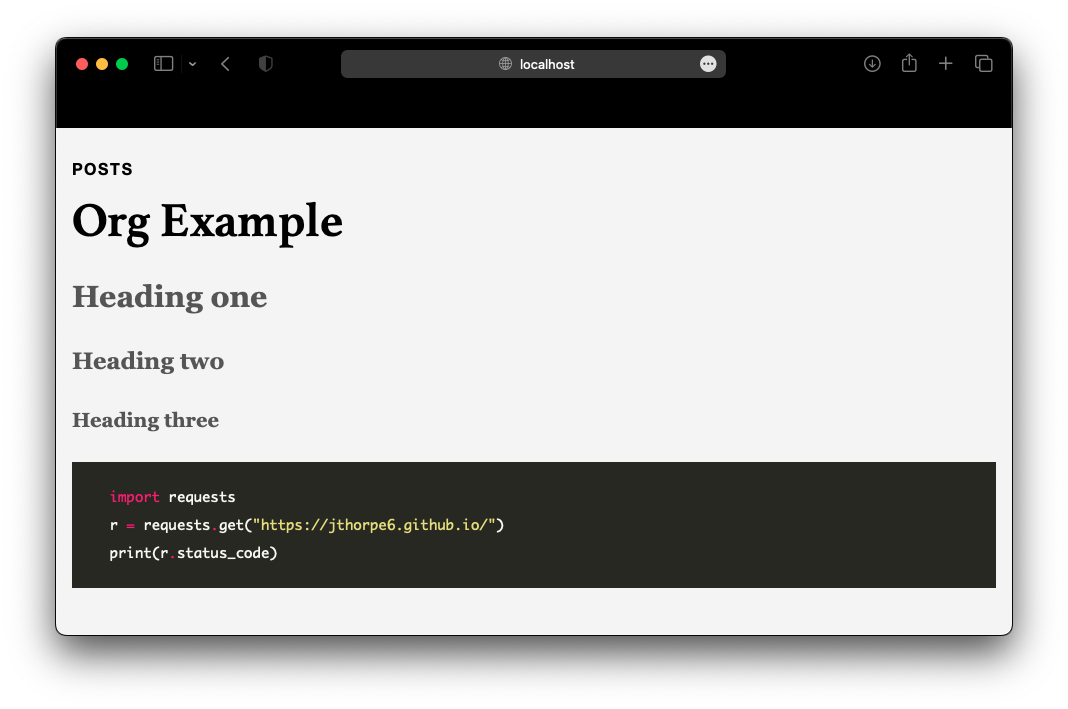 localhost
POSTS
Org Example
Heading one
Heading two
Heading three
import requests
r = requests.get("https://jthorpe6.github.io/")
print(r.status_code)